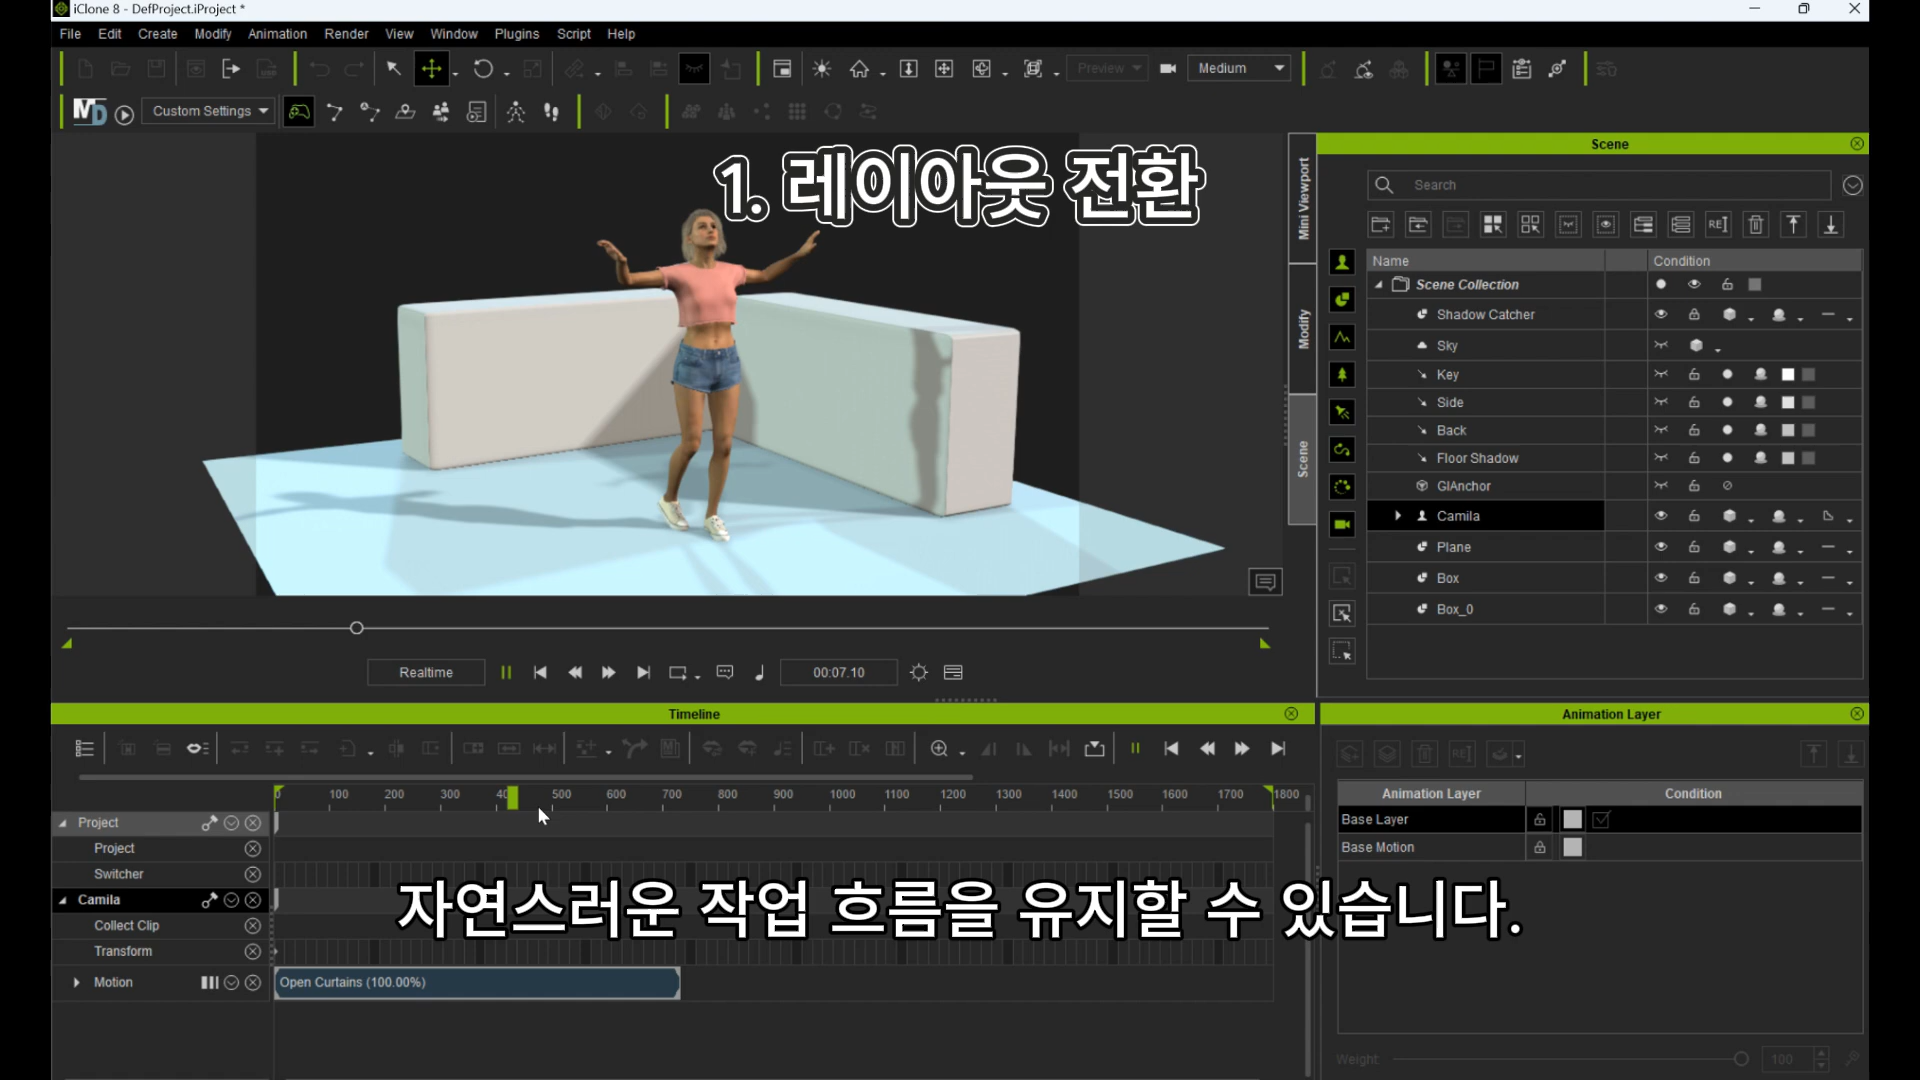 iClone 8 - DefProject.iProject *
File Edit Create Modify Animation Render View Window Plugins Script Help
Preview Medium
MD Custom Settings
1. 레이아웃 전환
Mini Viewport
Modify
Scene
Scene
Search
Name Condition
Scene Collection
Shadow Catcher
Sky
Key
Side
Back
Floor Shadow
GIAnchor
Camila
Plane
Box
Box_0
Realtime 00:07.10
Timeline
0 100 200 300 40 500 600 700 800 900 1000 1100 1200 1300 1400 1500 1600 1700 1800
Project
Project
Switcher
Camila
Collect Clip
Transform
Motion Open Curtains (100.00%)
자연스러운 작업 흐름을 유지할 수 있습니다.
Animation Layer
Animation Layer Condition
Base Layer
Base Motion
Weight 100